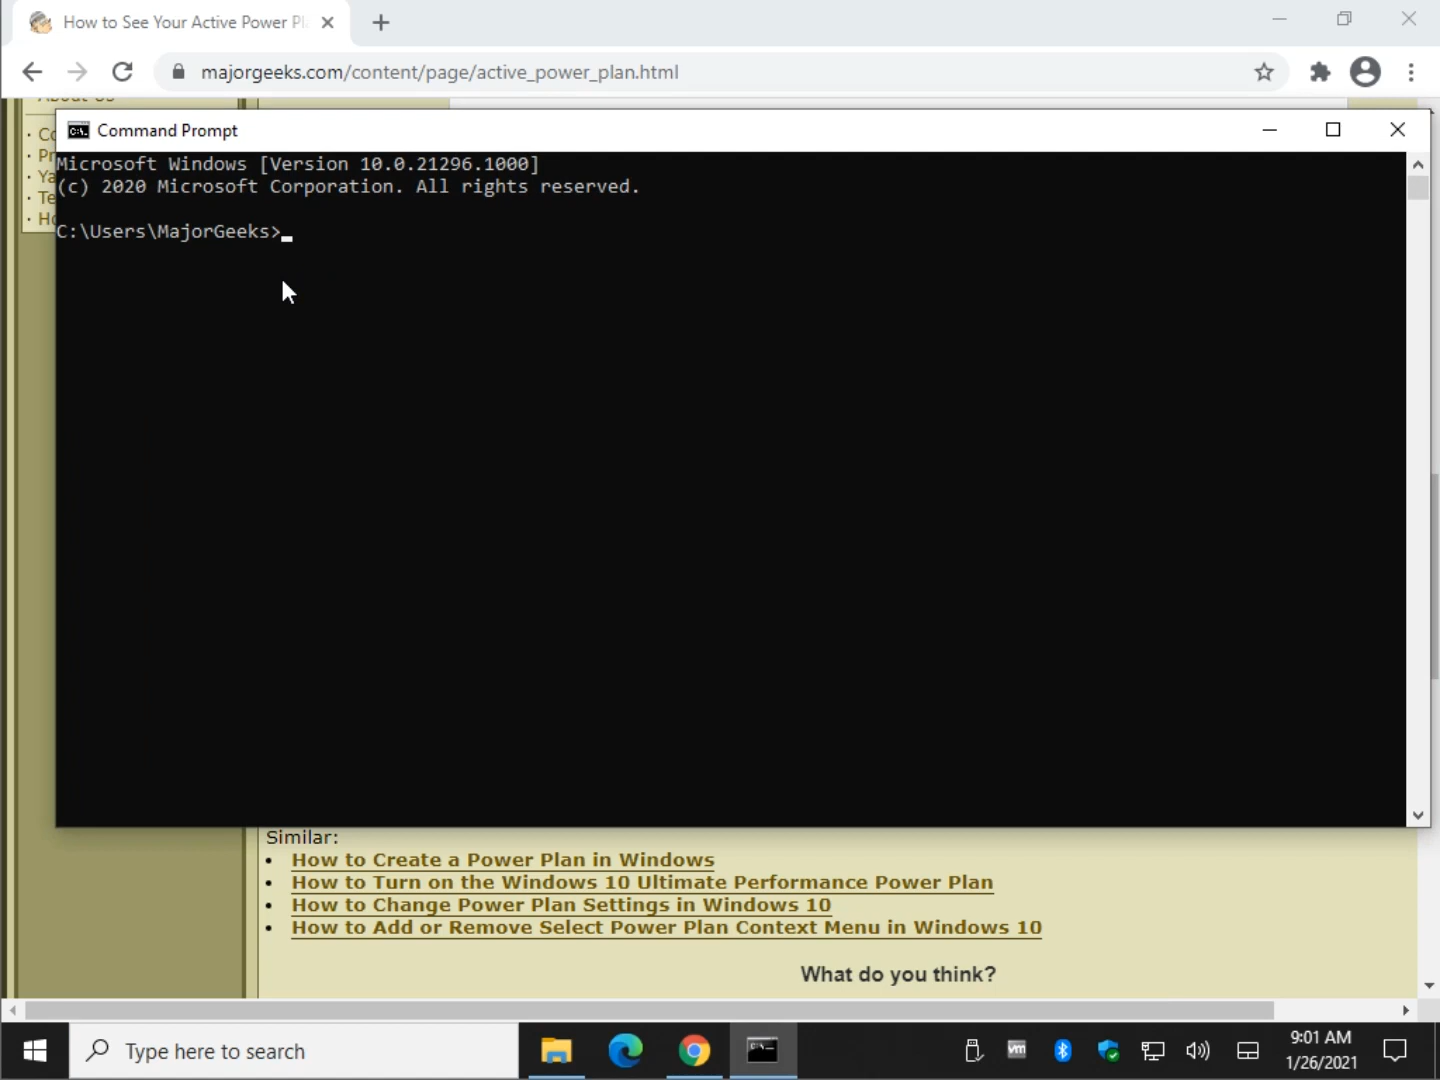 How to See Your Active Power
majorgeeks.com/content/page/active_power_plan.html
About Us
Command Prompt
Microsoft Windows [Version 10.0.21296.1000]
(c) 2020 Microsoft Corporation. All rights reserved.
C:\Users\MajorGeeks>
Similar:
• How to Create a Power Plan in Windows
• How to Turn on the Windows 10 Ultimate Performance Power Plan
• How to Change Power Plan Settings in Windows 10
• How to Add or Remove Select Power Plan Context Menu in Windows 10
What do you think?
Type here to search
vm
9:01 AM
1/26/2021